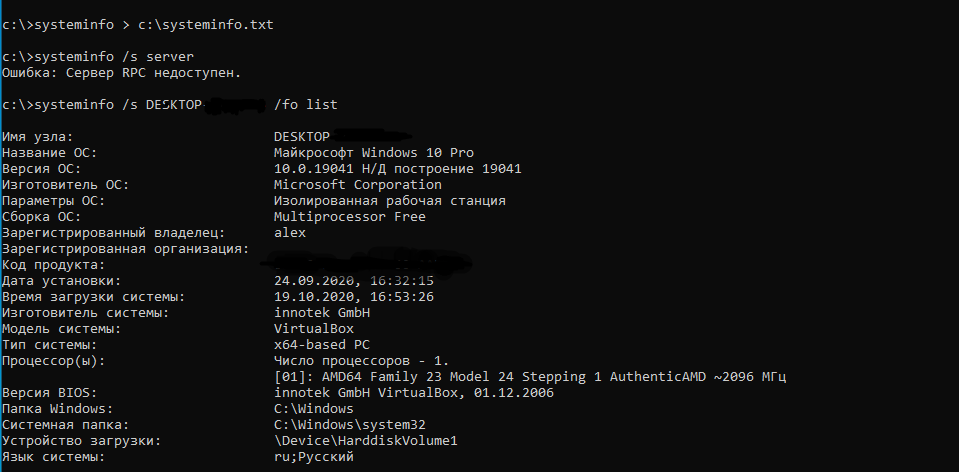 c:\>systeminfo > c:\systeminfo.txt
c:\>systeminfo /s server
Ошибка: Сервер RPC недоступен.
c:\>systeminfo /s DESKTOP /fo list
Имя узла: DESKTOP
Название ОС: Майкрософт Windows 10 Pro
Версия ОС: 10.0.19041 Н/Д построение 19041
Изготовитель ОС: Microsoft Corporation
Параметры ОС: Изолированная рабочая станция
Сборка ОС: Multiprocessor Free
Зарегистрированный владелец: alex
Зарегистрированная организация:
Код продукта:
Дата установки: 24.09.2020, 16:32:15
Время загрузки системы: 19.10.2020, 16:53:26
Изготовитель системы: innotek GmbH
Модель системы: VirtualBox
Тип системы: x64-based PC
Процессор(ы): Число процессоров - 1.
[01]: AMD64 Family 23 Model 24 Stepping 1 AuthenticAMD ~2096 МГц
Версия BIOS: innotek GmbH VirtualBox, 01.12.2006
Папка Windows: C:\Windows
Системная папка: C:\Windows\system32
Устройство загрузки: \Device\HarddiskVolume1
Язык системы: ru;Русский